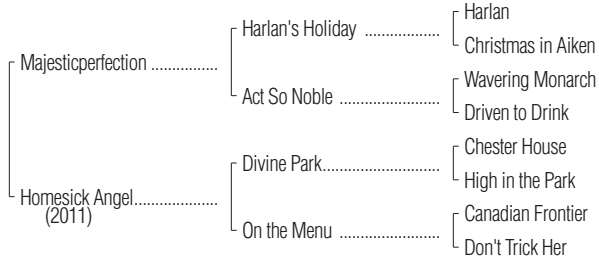 Harlan
Harlan's Holiday ..................
Christmas in Aiken
Majesticperfection ................
Wavering Monarch
Act So Noble ........................
Driven to Drink
Chester House
Divine Park............................
High in the Park
Homesick Angel....................
(2011)
Canadian Frontier
On the Menu ........................
Don't Trick Her